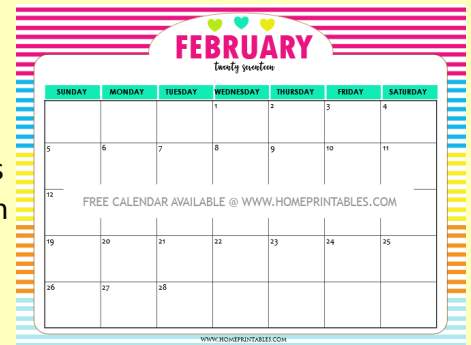 FEBRUARY
twenty seventeen
SUNDAY MONDAY TUESDAY WEDNESDAY THURSDAY FRIDAY SATURDAY
1 2 3 4
5 6 7 8 9 10 11
s
12
FREE CALENDAR AVAILABLE @ WWW.HOMEPRINTABLES.COM
n
19 20 21 22 23 24 25
26 27 28
WWW.HOMEPRINTABLES.COM